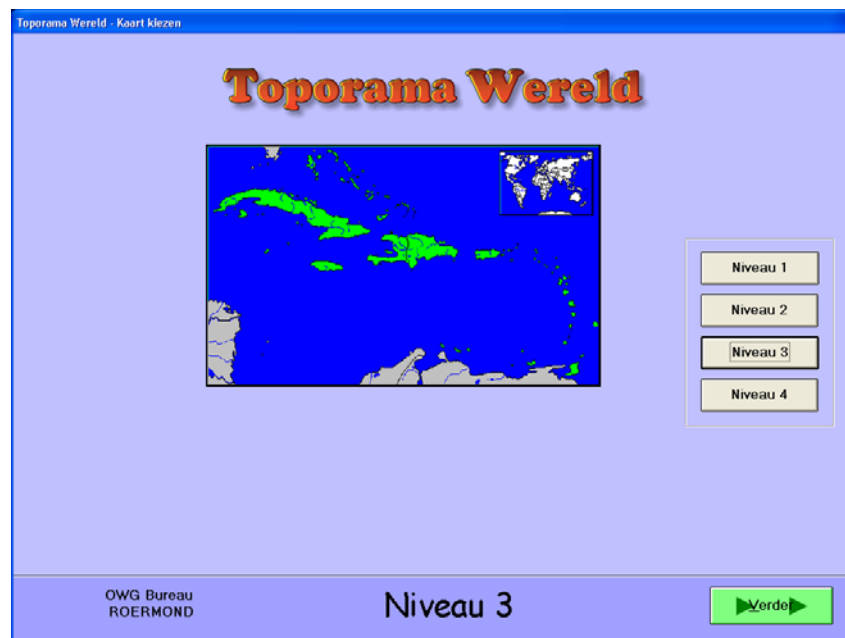 Toporama Wereld - Kaart kiezen
Toporama Wereld
Niveau 1
Niveau 2
Niveau 3
Niveau 4
OWG Bureau
ROERMOND
Niveau 3
Verder